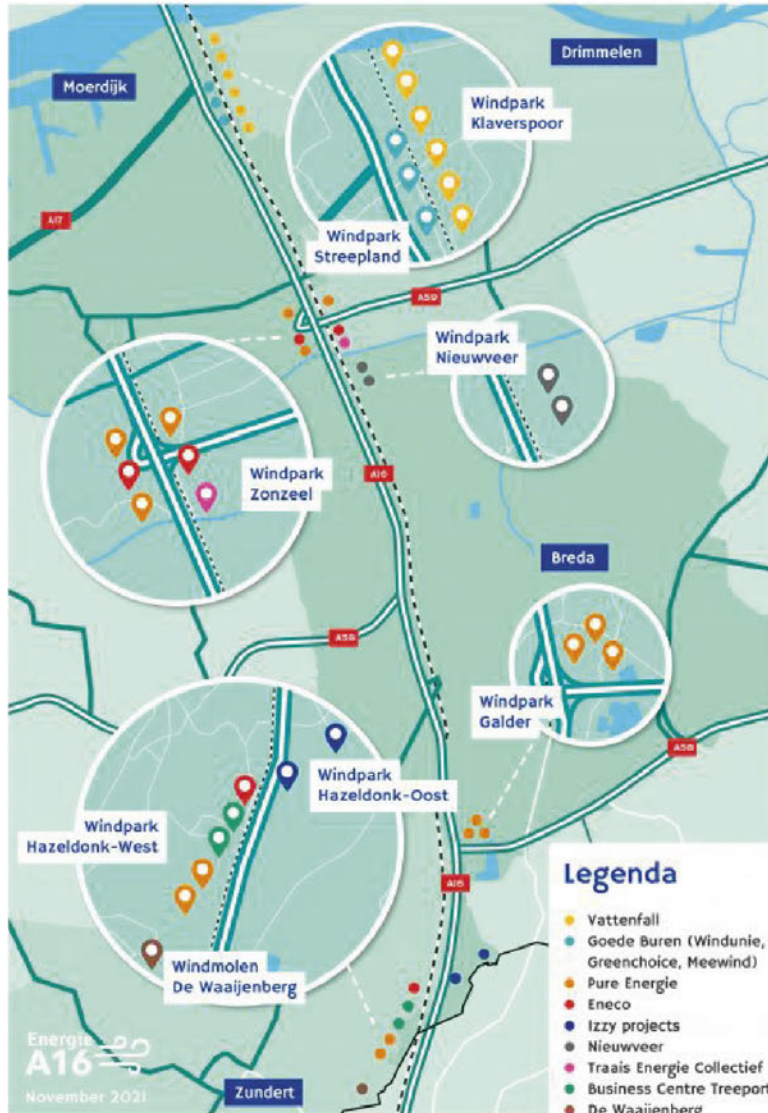 Moerdijk
Drimmelen
Windpark
Klaverspoor
A17
Windpark
Streepland
A59
Windpark
Nieuwveer
Windpark
Zonzeel
A16
Breda
A58
Windpark
Galder
A58
Windpark
Hazeldonk-Oost
Windpark
Hazeldonk-West
Windmolen
De Waaijenberg
A16
Legenda
Vattenfall
Goede Buren (Windunie,
Greenchoice, Meewind)
Pure Energie
Eneco
Izzy projects
Nieuwveer
Traais Energie Collectief
Business Centre Treeport
De Waaijenberg
Energie
A16
November 2021
Zundert